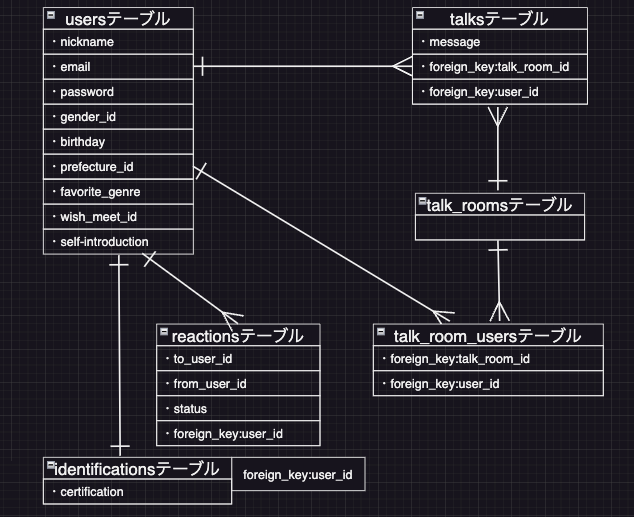 usersテーブル
・nickname
・email
・password
・gender_id
・birthday
・prefecture_id
・favorite_genre
・wish_meet_id
・self-introduction
talksテーブル
・message
・foreign_key:talk_room_id
・foreign_key:user_id
talk_roomsテーブル
reactionsテーブル
・to_user_id
・from_user_id
・status
・foreign_key:user_id
talk_room_usersテーブル
・foreign_key:talk_room_id
・foreign_key:user_id
identificationsテーブル
・certification
foreign_key:user_id